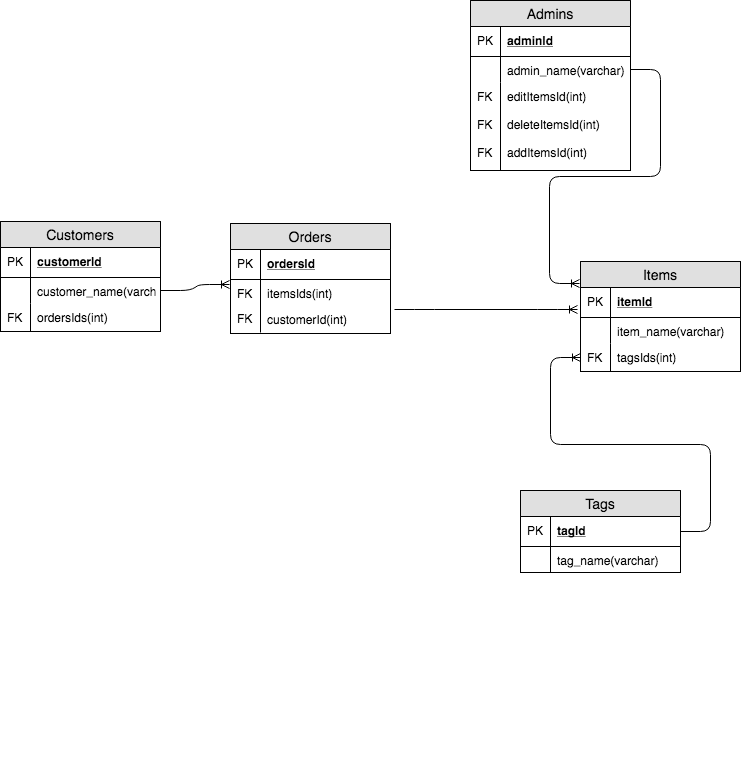 Admins
PK adminId
admin_name(varchar)
FK editItemsId(int)
FK deleteItemsId(int)
FK addItemsId(int)
Customers
PK customerId
customer_name(varch
FK ordersIds(int)
Orders
PK ordersId
FK itemsIds(int)
FK customerId(int)
Items
PK itemId
item_name(varchar)
FK tagsIds(int)
Tags
PK tagId
tag_name(varchar)